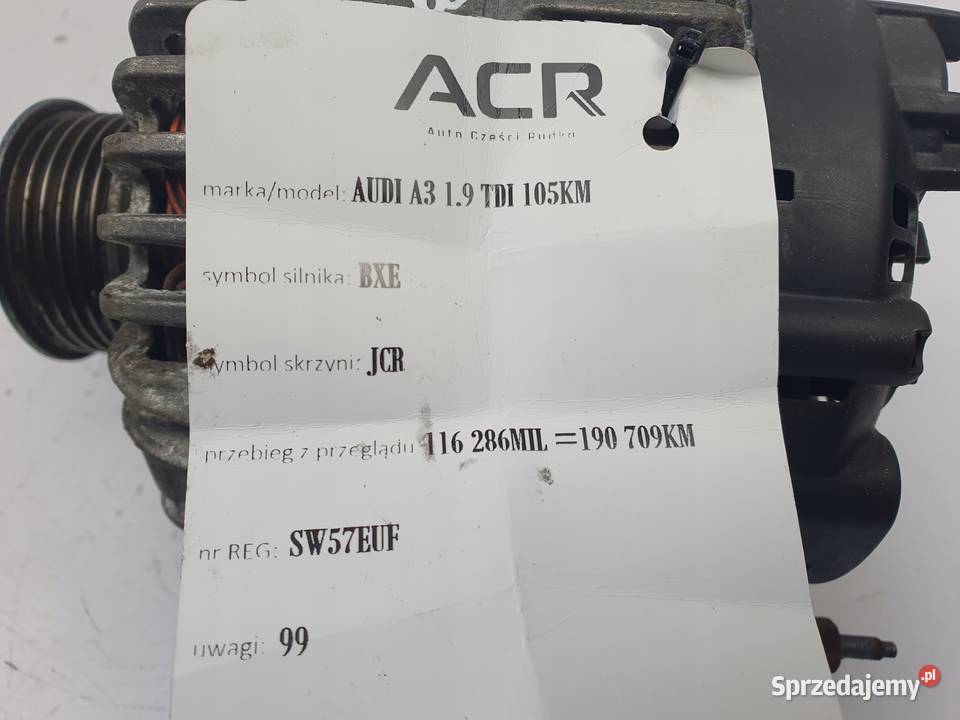 ACR
Auto Części Rudka
marka/model: AUDI A3 1.9 TDI 105KM
symbol silnika: BXE
symbol skrzyni: JCR
przebieg z przeglądu 116 286MIL =190 709KM
nr REG: SW57EUF
uwagi: 99
Sprzedajemy.pl